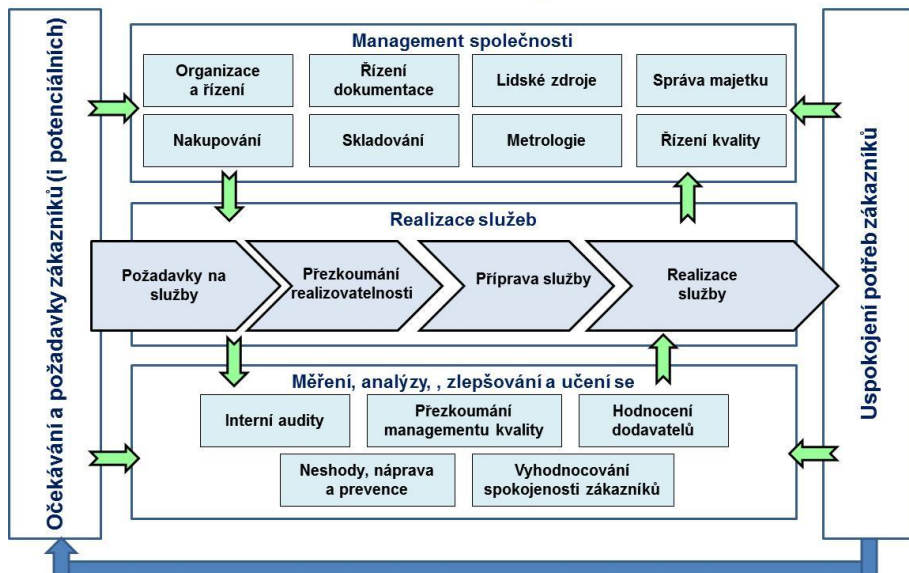 Očekávání a požadavky zákazníků (i potenciálních)
Management společnosti
Organizace
a řízení
Řízení
dokumentace
Lidské zdroje
Správa majetku
Nakupování
Skladování
Metrologie
Řízení kvality
Realizace služeb
Požadavky na
služby
Přezkoumání
realizovatelnosti
Příprava služby
Realizace
služby
Měření, analýzy, , zlepšování a učení se
Interní audity
Přezkoumání
managementu kvality
Hodnocení
dodavatelů
Neshody, náprava
a prevence
Vyhodnocování
spokojenosti zákazníků
Uspokojení potřeb zákazníků